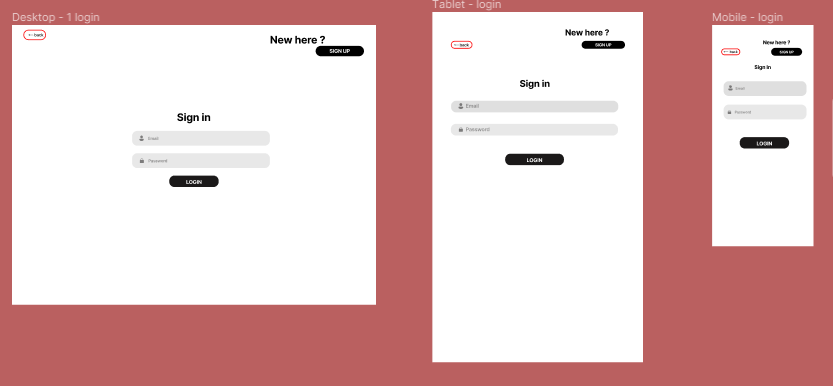 Desktop - 1 login
← back
New here ?
SIGN UP
Sign in
Email
Password
LOGIN
Tablet - login
New here ?
← back
SIGN UP
Sign in
Email
Password
LOGIN
Mobile - login
New here ?
← back
SIGN UP
Sign in
Email
Password
LOGIN